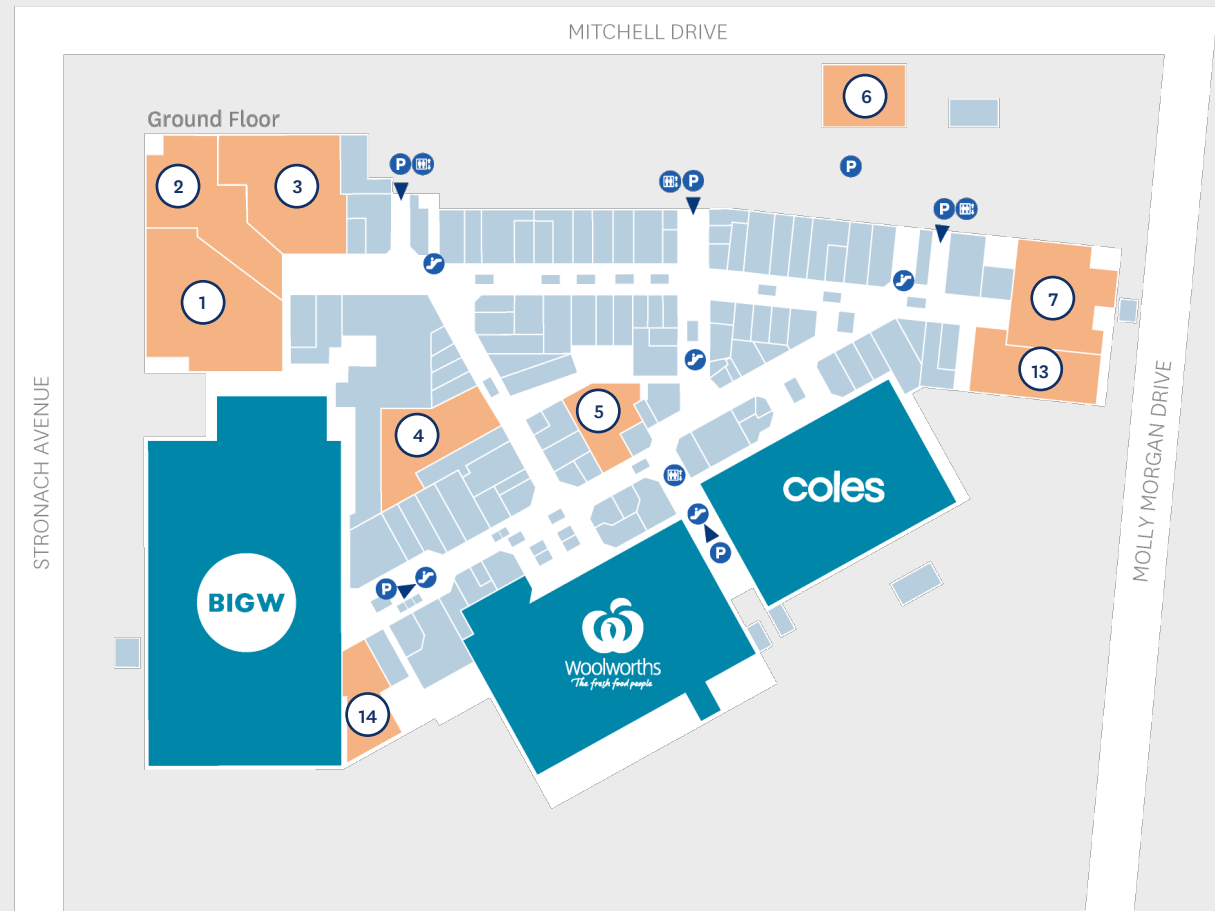 MITCHELL DRIVE
6
Ground Floor
P
P
P
P
2
3
1
7
13
5
4
STRONACH AVENUE
MOLLY MORGAN DRIVE
coles
P
P
BIGW
Woolworths
The fresh food people
14